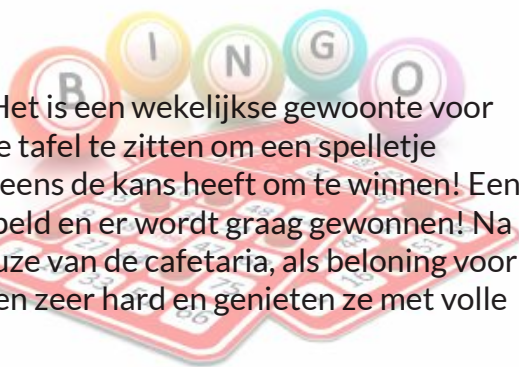 B I N G O
Het is een wekelijkse gewoonte voor
e tafel te zitten om een spelletje
eens de kans heeft om te winnen! Een
peld en er wordt graag gewonnen! Na
uze van de cafetaria, als beloning voor
en zeer hard en genieten ze met volle